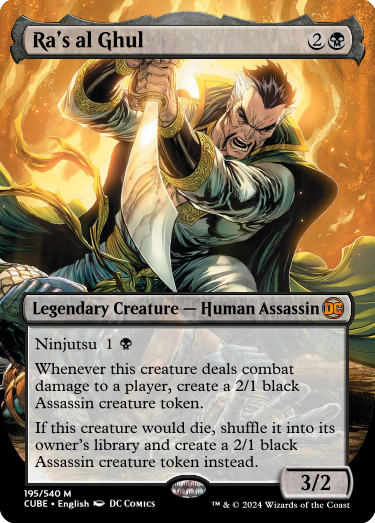 Ra's al Ghul 2
Legendary Creature — Human Assassin DC
Ninjutsu 1
Whenever this creature deals combat
damage to a player, create a 2/1 black
Assassin creature token.
If this creature would die, shuffle it into its
owner's library and create a 2/1 black
Assassin creature token instead.
3/2
195/540 M
CUBE • English DC COMICS
™ & © 2024 Wizards of the Coast